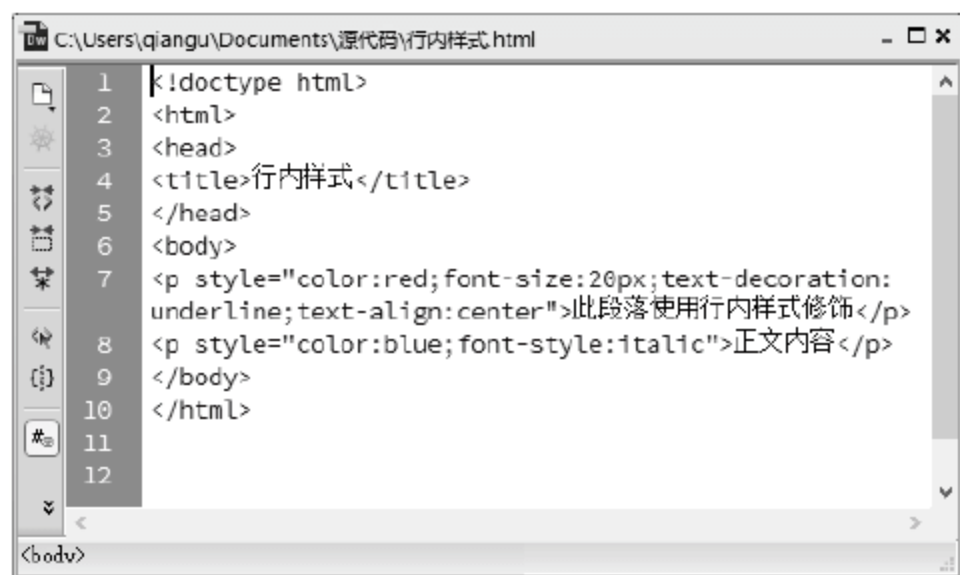 Dw C:\Users\qiangu\Documents\源代码\行内样式.html
1 <!doctype html>
2 <html>
3 <head>
4 <title>行内样式</title>
5 </head>
6 <body>
7 <p style="color:red;font-size:20px;text-decoration:
underline;text-align:center">此段落使用行内样式修饰</p>
8 <p style="color:blue;font-style:italic">正文内容</p>
9 </body>
10 </html>
11
12
<body>